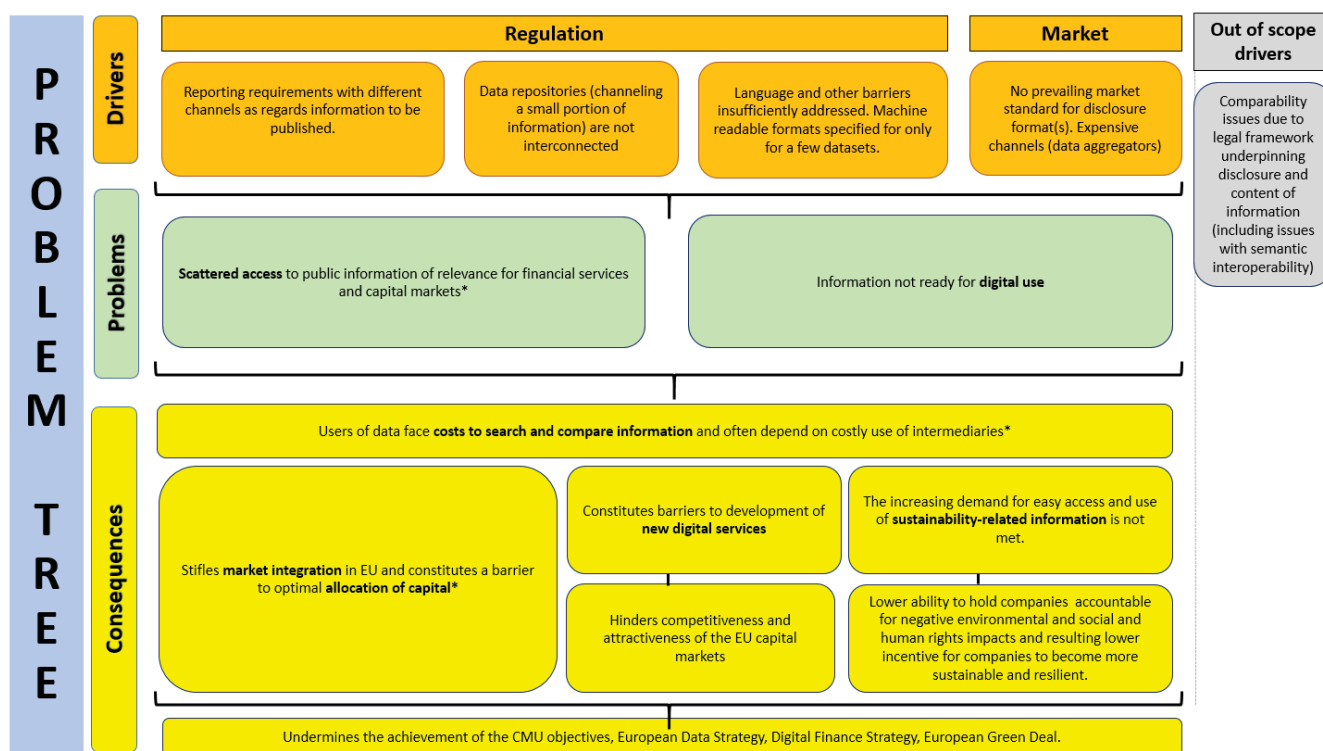 PROBLEM TREE
Drivers
Regulation
Market
Out of scope
drivers
Reporting requirements with different
channels as regards information to be
published.
Data repositories (channeling
a small portion of
information) are not
interconnected
Language and other barriers
insufficiently addressed. Machine
readable formats specified for only
for a few datasets.
No prevailing market
standard for disclosure
format(s). Expensive
channels (data aggregators)
Comparability
issues due to
legal framework
underpinning
disclosure and
content of
information
(including issues
with semantic
interoperability)
Problems
Scattered access to public information of relevance for financial services
and capital markets*
Information not ready for digital use
Consequences
Users of data face costs to search and compare information and often depend on costly use of intermediaries*
Stifles market integration in EU and constitutes a barrier
to optimal allocation of capital*
Constitutes barriers to development of
new digital services
The increasing demand for easy access and use
of sustainability-related information is not
met.
Hinders competitiveness and
attractiveness of the EU capital
markets
Lower ability to hold companies accountable
for negative environmental and social and
human rights impacts and resulting lower
incentive for companies to become more
sustainable and resilient.
Undermines the achievement of the CMU objectives, European Data Strategy, Digital Finance Strategy, European Green Deal.